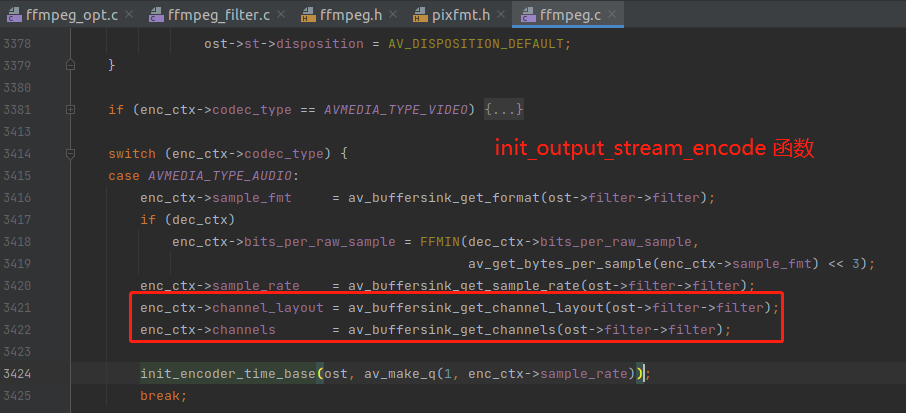 ffmpeg_opt.c ffmpeg_filter.c ffmpeg.h pixfmt.h ffmpeg.c
3378 ost->st->disposition = AV_DISPOSITION_DEFAULT;
3379 }
3380
3381 if (enc_ctx->codec_type == AVMEDIA_TYPE_VIDEO) {...}
3413
init_output_stream_encode 函数
3414 switch (enc_ctx->codec_type) {
3415 case AVMEDIA_TYPE_AUDIO:
3416 enc_ctx->sample_fmt = av_buffersink_get_format(ost->filter->filter);
3417 if (dec_ctx)
3418 enc_ctx->bits_per_raw_sample = FFMIN(dec_ctx->bits_per_raw_sample,
3419 av_get_bytes_per_sample(enc_ctx->sample_fmt) << 3);
3420 enc_ctx->sample_rate = av_buffersink_get_sample_rate(ost->filter->filter);
3421 enc_ctx->channel_layout = av_buffersink_get_channel_layout(ost->filter->filter);
3422 enc_ctx->channels = av_buffersink_get_channels(ost->filter->filter);
3423
3424 init_encoder_time_base(ost, av_make_q(1, enc_ctx->sample_rate));
3425 break;